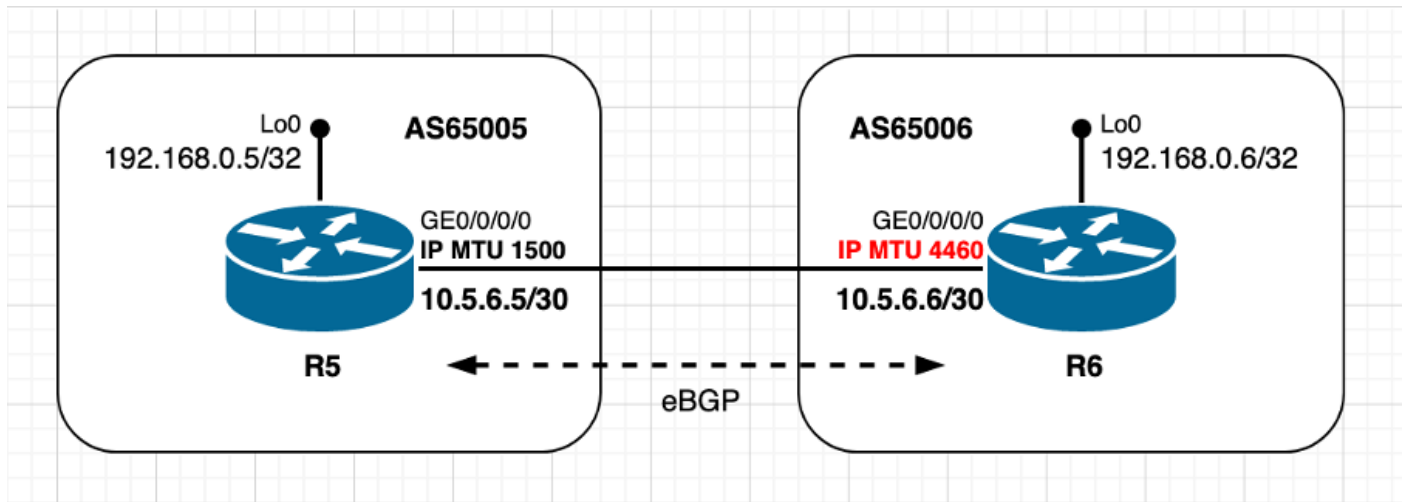 Lo0
192.168.0.5/32
AS65005
GE0/0/0/0
IP MTU 1500
10.5.6.5/30
R5
AS65006
Lo0
192.168.0.6/32
GE0/0/0/0
IP MTU 4460
10.5.6.6/30
R6
eBGP